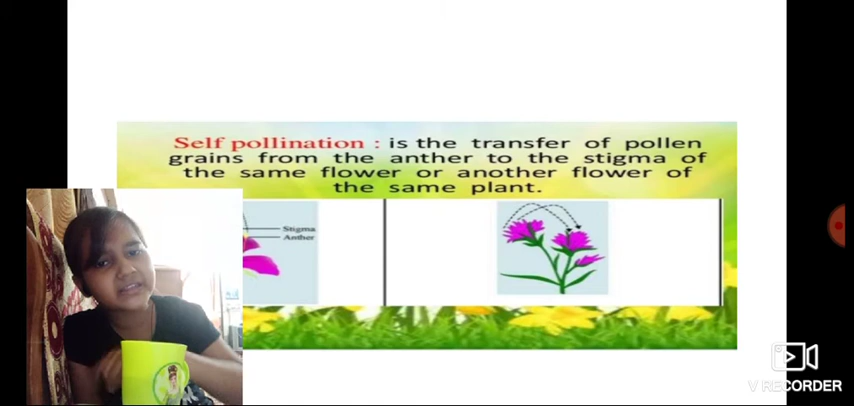 Self pollination : is the transfer of pollen
grains from the anther to the stigma of
the same flower or another flower of
the same plant.
Stigma
Anther
V RECORDER